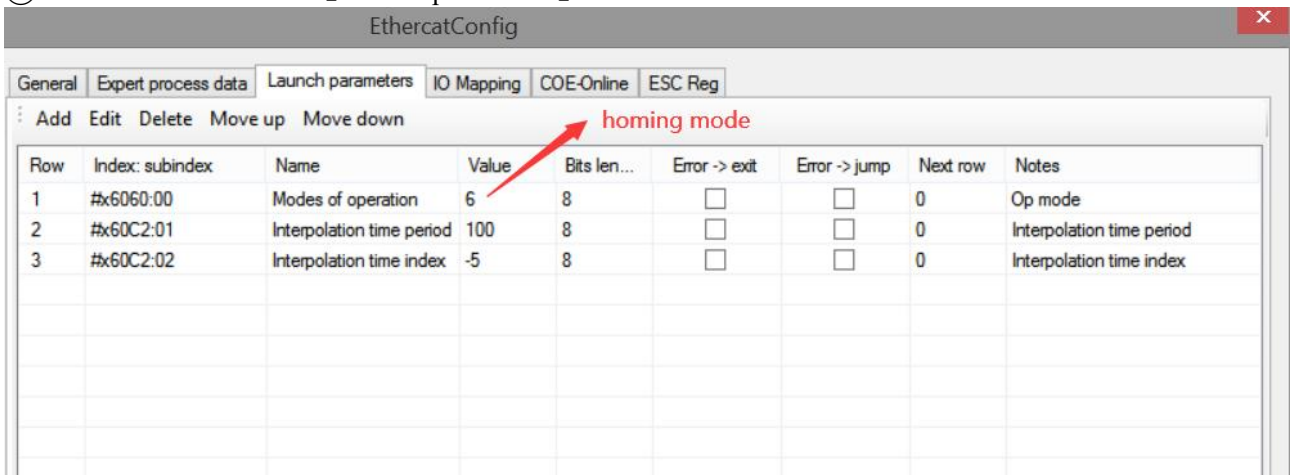 EthercatConfig
General Expert process data Launch parameters IO Mapping COE-Online ESC Reg
Add Edit Delete Move up Move down homing mode
Row Index: subindex Name Value Bits len... Error -> exit Error -> jump Next row Notes
1 #x6060:00 Modes of operation 6 8 0 Op mode
2 #x60C2:01 Interpolation time period 100 8 0 Interpolation time period
3 #x60C2:02 Interpolation time index -5 8 0 Interpolation time index